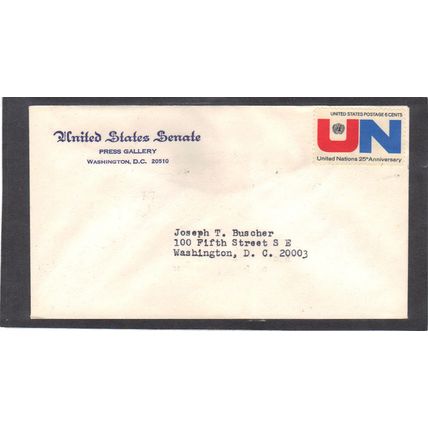 United States Senate
PRESS GALLERY
WASHINGTON, D.C. 20510
UNITED STATES POSTAGE 6 CENTS
UN
United Nations 25th Anniversary
Joseph T. Buscher
100 Fifth Street S E
Washington, D. C. 20003